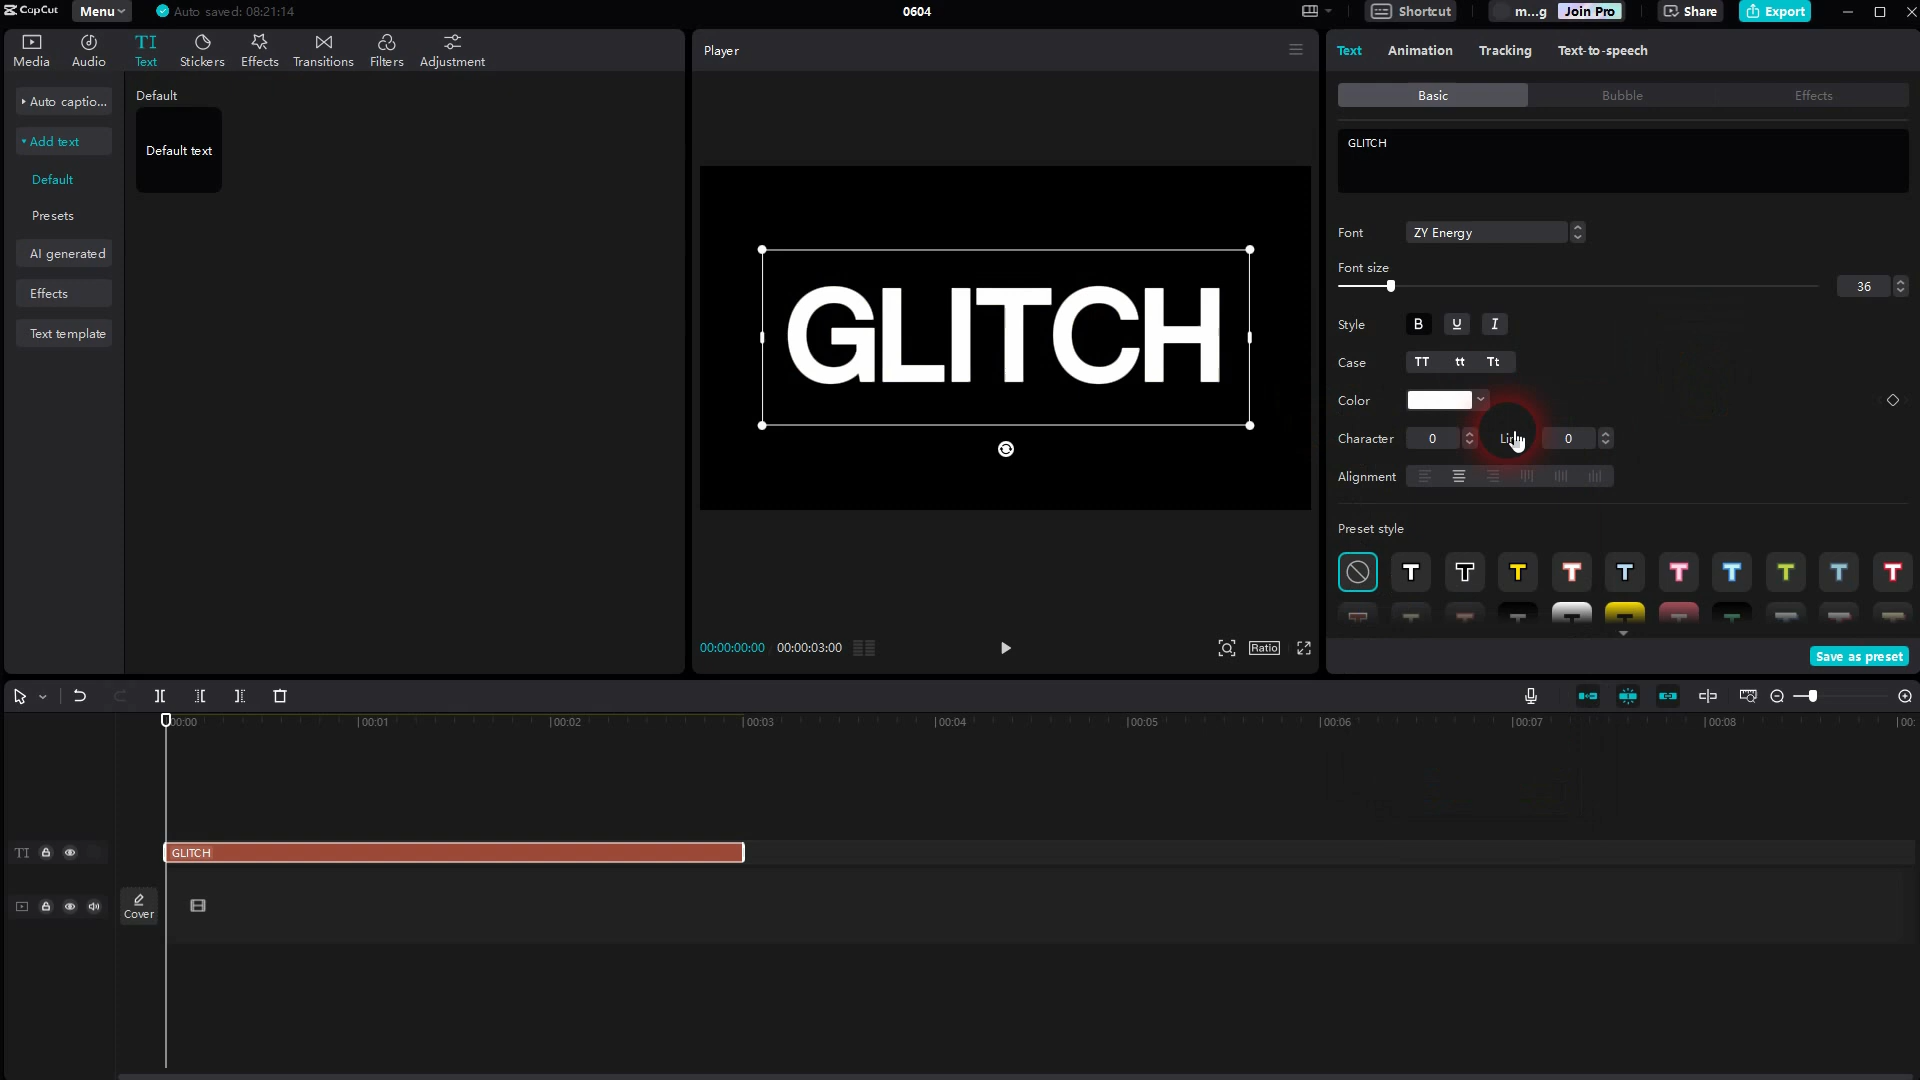 CapCut Menu Auto saved: 08:21:14 0604 Shortcut m...g Join Pro Share Export
Media Audio Text Stickers Effects Transitions Filters Adjustment
Auto captio...
Add text
Default
Presets
AI generated
Effects
Text template
Default
Default text
Player
GLITCH
00:00:00:00 00:00:03:00 Ratio
Text Animation Tracking Text-to-speech
Basic Bubble Effects
GLITCH
Font ZY Energy
Font size
36
Style B U I
Case TT tt Tt
Color
Character 0 0
Alignment
Preset style
T T T T T T T T T T
Save as preset
00:00 00:01 00:02 00:03 00:04 00:05 00:06 00:07 00:08 00:
TI GLITCH
Cover